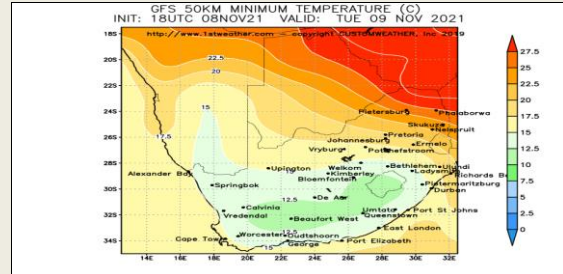 GFS 50KM MINIMUM TEMPERATURE (C)
INIT: 18UTC 08NOV21 VALID: TUE 09 NOV 2021
http://www.1stweather.com copyright CUSTOMWEATHER, Inc 2019
18S
20S
22S
24S
26S
28S
30S
32S
34S
14E 16E 18E 20E 22E 24E 26E 28E 30E 32E
22.5
20
15
17.5
12.5
10
12.5
12.5
15
Pietersburg
Phalaborwa
Skukuza
Nelspruit
Pretoria
Johannesburg
Ermelo
Vryburg
Potchefstroom
Welkom
Bethlehem
Ulundi
Upington
Kimberley
Ladysmith
Bloemfontein
Richards B
Alexander Bay
Springbok
Pietermaritzburg
Durban
De Aar
Calvinia
Vredendal
Beaufort West
Umtata
Port St Johns
Queenstown
East London
Worcester
Oudtshoorn
Cape Town
George
Port Elizabeth
27.5
25
22.5
20
17.5
15
12.5
10
7.5
5
2.5
0